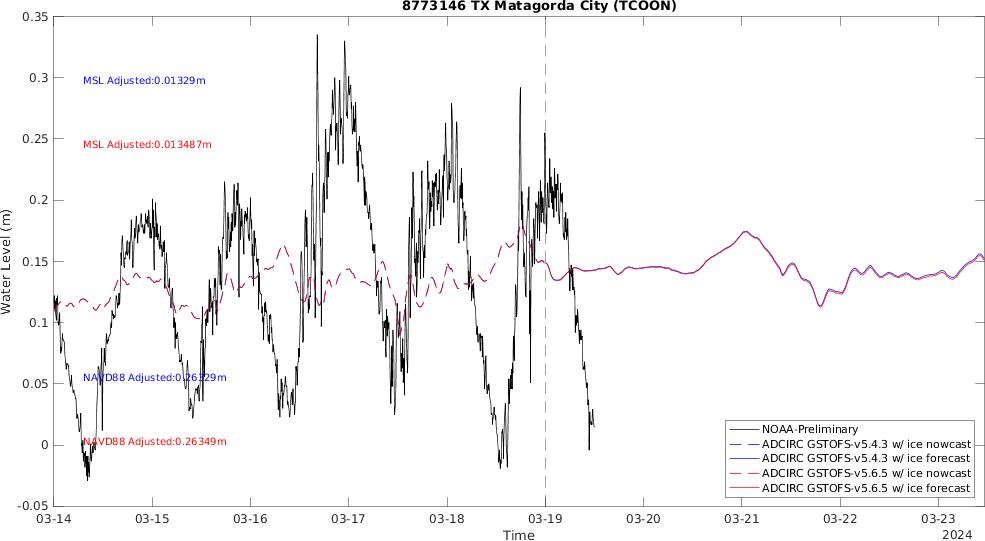 8773146 TX Matagorda City (TCOON)
0.35
0.3
0.25
0.2
0.15
0.1
0.05
0
-0.05
Water Level (m)
MSL Adjusted:0.01329m
MSL Adjusted:0.013487m
NAVD88 Adjusted:0.26329m
NAVD88 Adjusted:0.26349m
NOAA-Preliminary
ADCIRC GSTOFS-v5.4.3 w/ ice nowcast
ADCIRC GSTOFS-v5.4.3 w/ ice forecast
ADCIRC GSTOFS-v5.6.5 w/ ice nowcast
ADCIRC GSTOFS-v5.6.5 w/ ice forecast
03-14 03-15 03-16 03-17 03-18 03-19 03-20 03-21 03-22 03-23
Time
2024